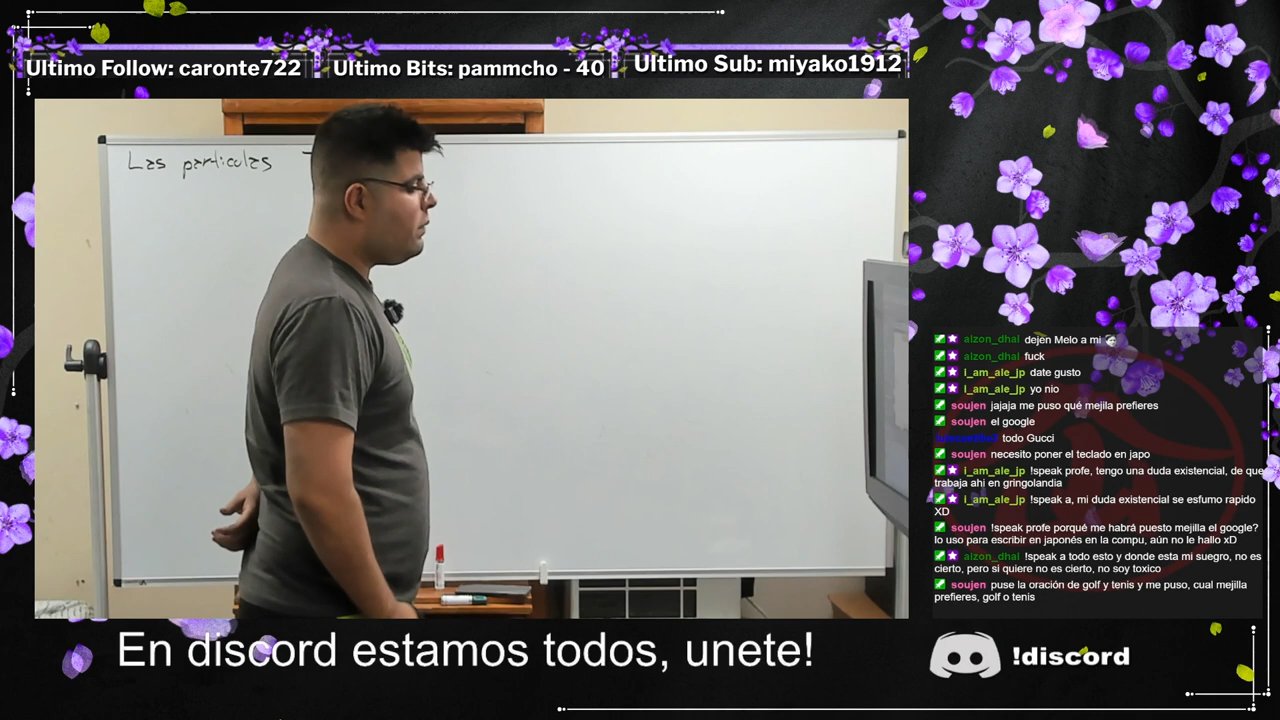 Ultimo Follow: caronte722
Ultimo Bits: pammcho - 40
Ultimo Sub: miyako1912
Las particulas
alzon_dhal dejen Melo a mi
alzon_dhal fuck
i_am_ale_jp date gusto
i_am_ale_jp yo nio
soujen jajaja me puso qué mejila prefieres
soujen el google
todo Gucci
soujen necesito poner el teclado en japo
i_am_ale_jp !speak profe, tengo una duda existencial, de que
trabaja ahi en gringolandia
i_am_ale_jp !speak a, mi duda existencial se esfumo rapido
XD
soujen !speak profe porqué me habrá puesto mejilla el google?
lo uso para escribir en japonés en la compu, aún no le hallo xD
alzon_dhal !speak a todo esto y donde esta mi suegro, no es
cierto, pero si quiere no es cierto, no soy toxico
soujen puse la oración de golf y tenis y me puso, cual mejilla
prefieres, golf o tenis
En discord estamos todos, unete!
!discord